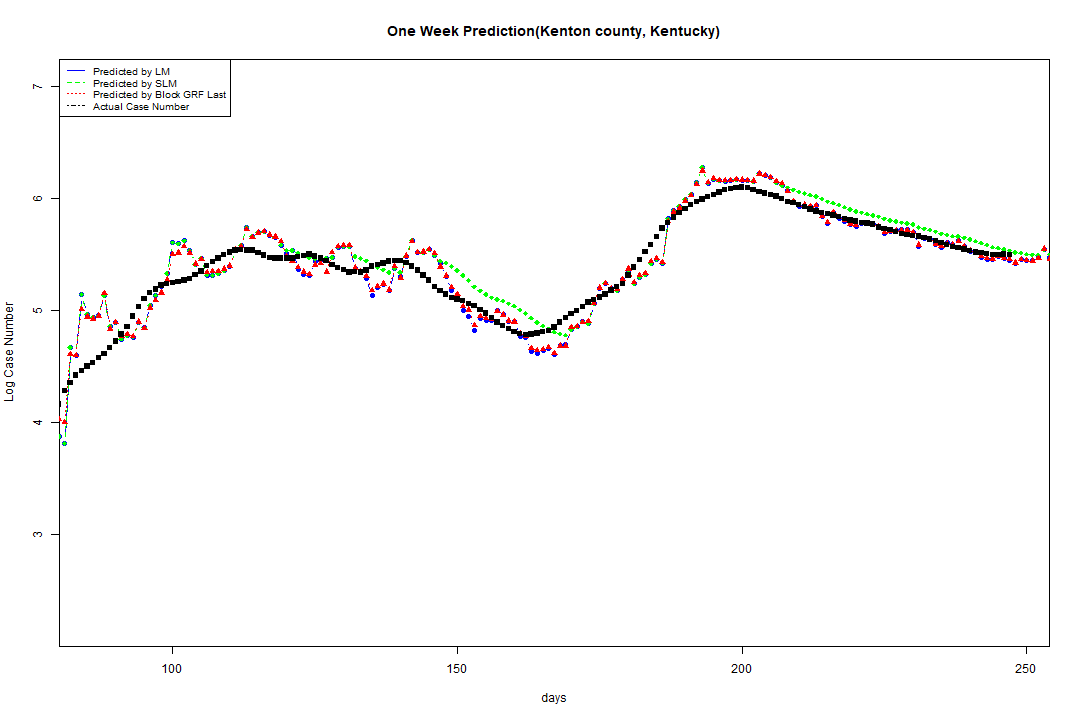 One Week Prediction(Kenton county, Kentucky)
Predicted by LM
Predicted by SLM
Predicted by Block GRF Last
Actual Case Number
7
6
5
4
3
Log Case Number
100 150 200 250
days